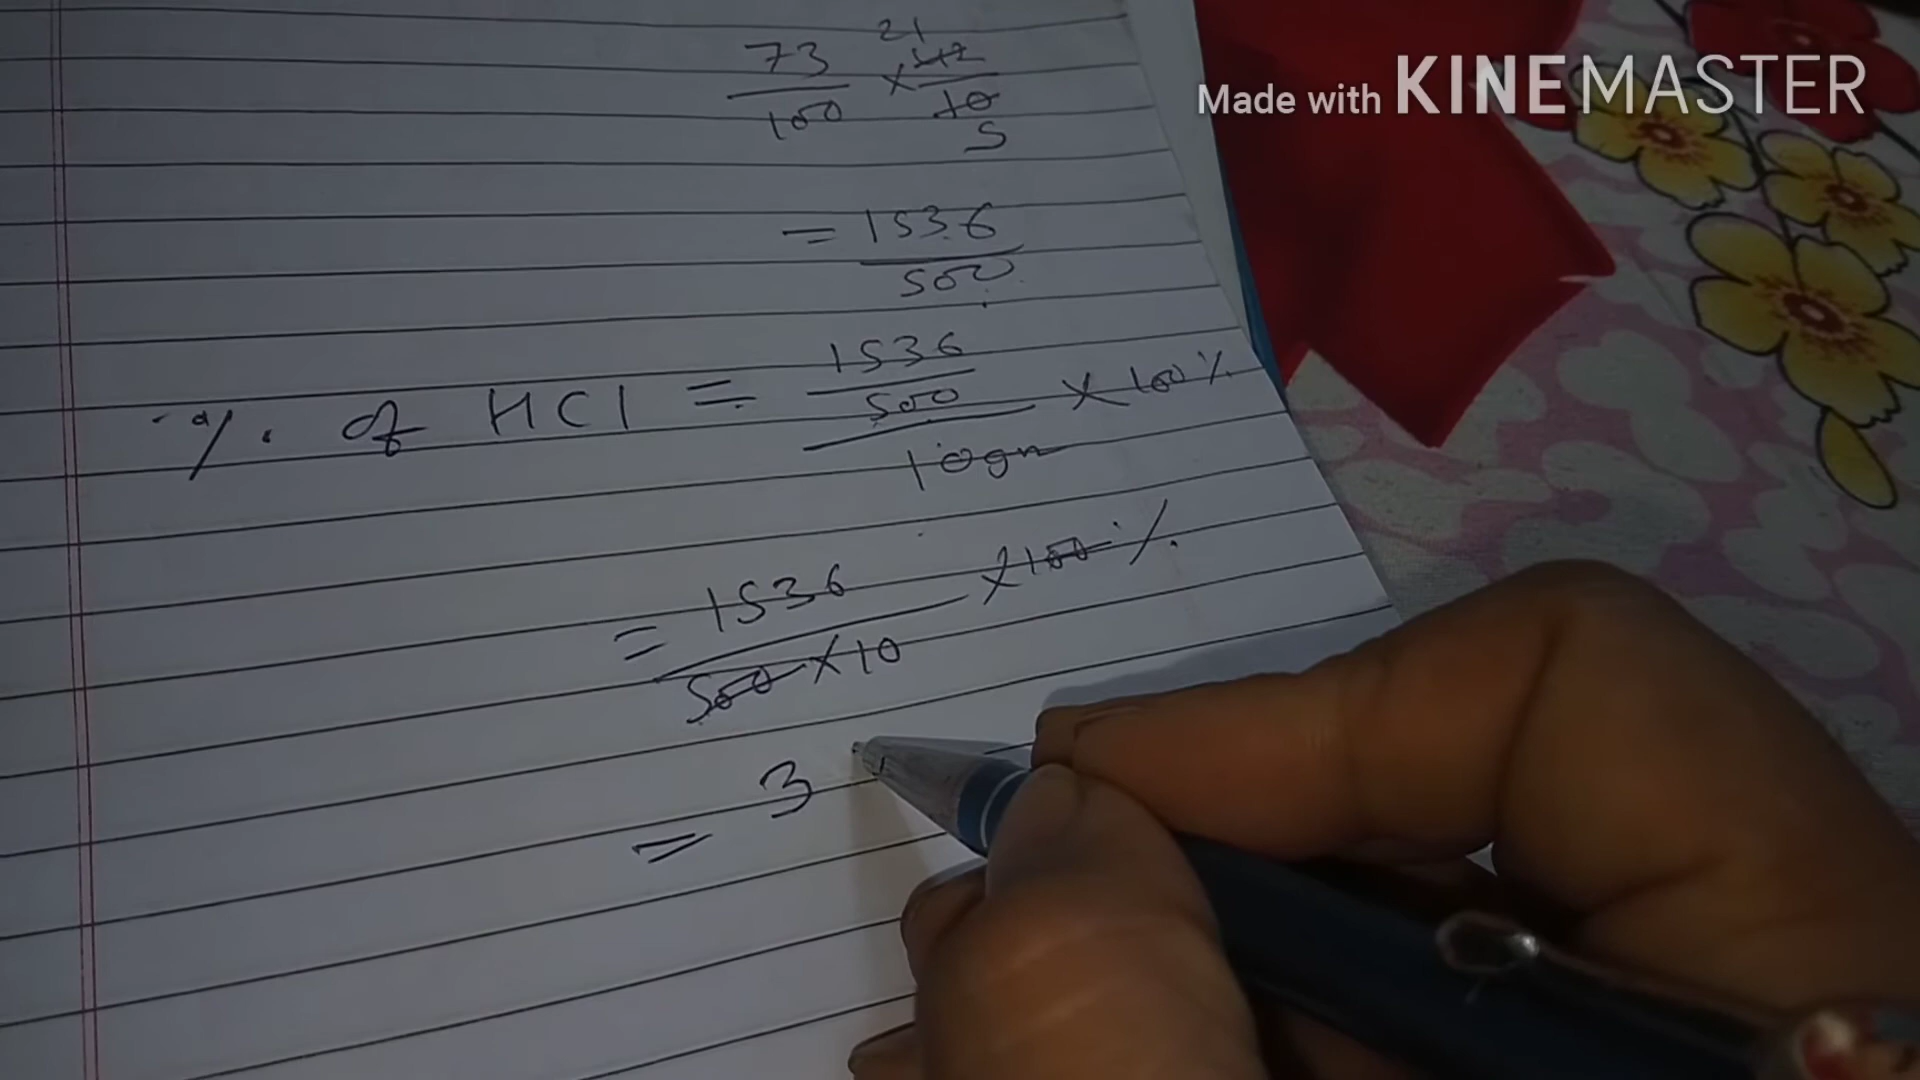 Made with KINEMASTER
21
73/100 × 42/10
5
= 1536/500
% of HCl = 1536/500 / 10gm × 100%
= 1536/500×10 ×100%
= 3